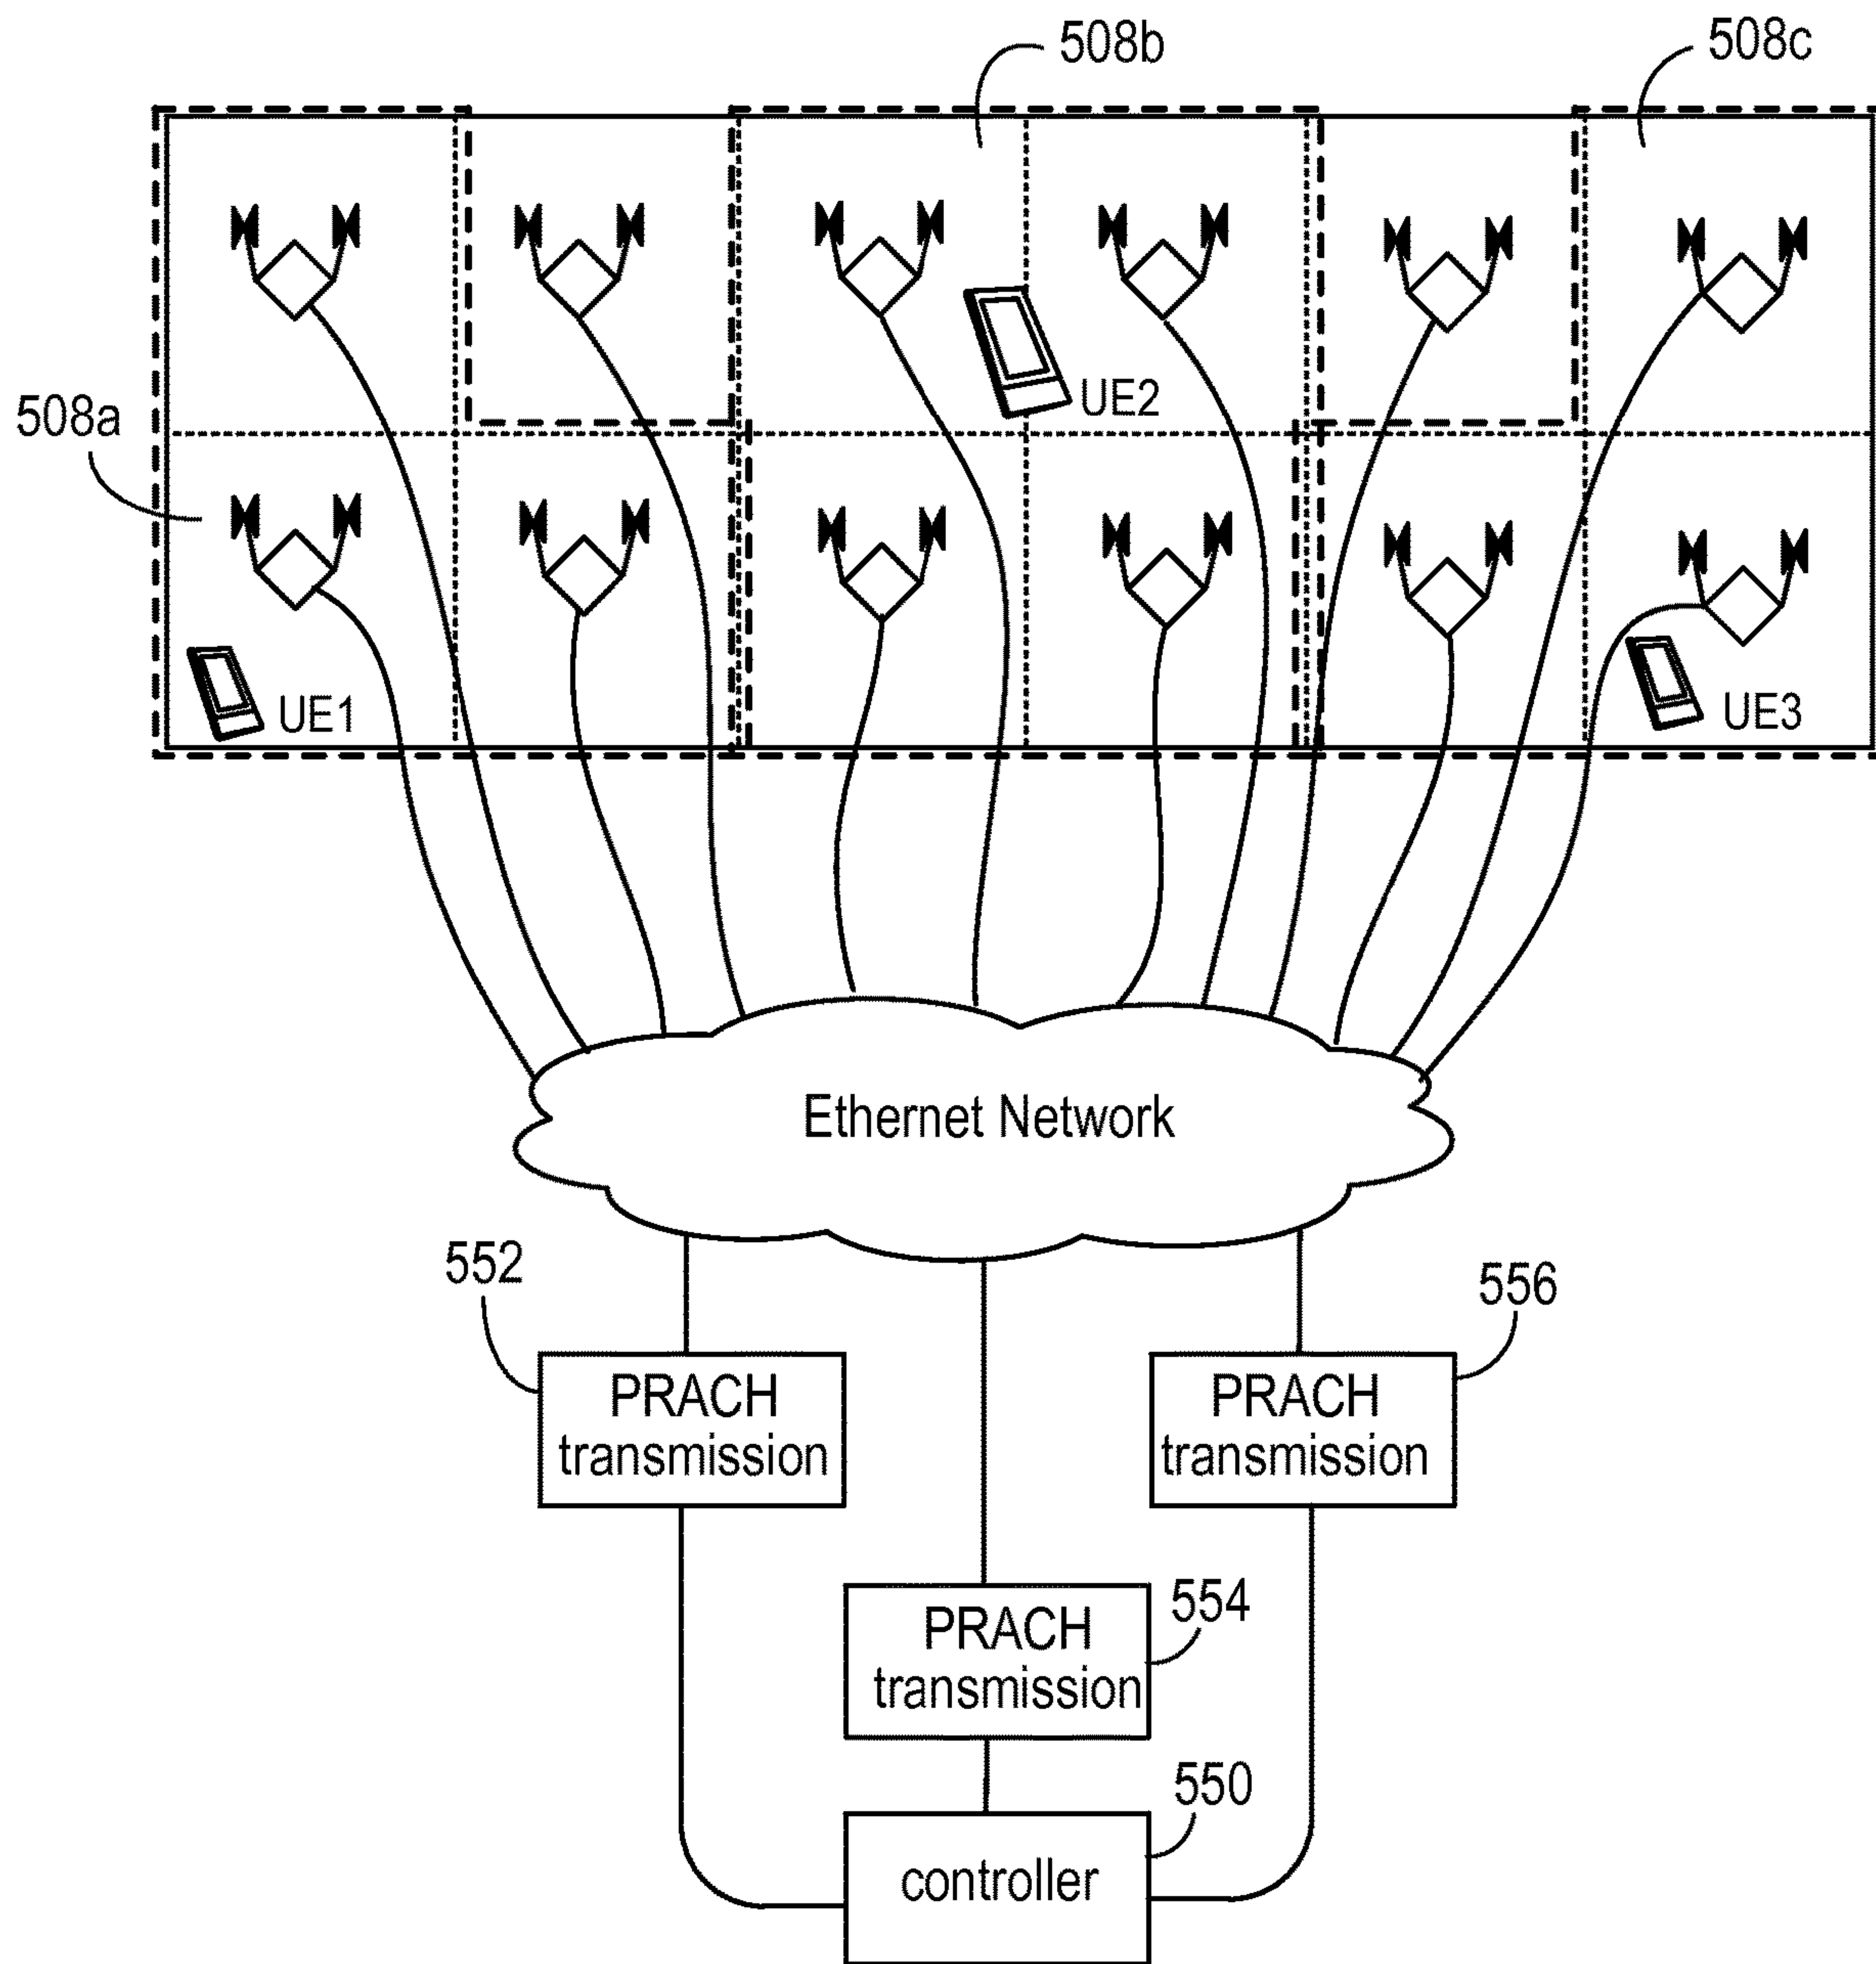 508b
508c
508a
UE2
UE1
UE3
Ethernet Network
552
556
PRACH
transmission
PRACH
transmission
554
PRACH
transmission
550
controller